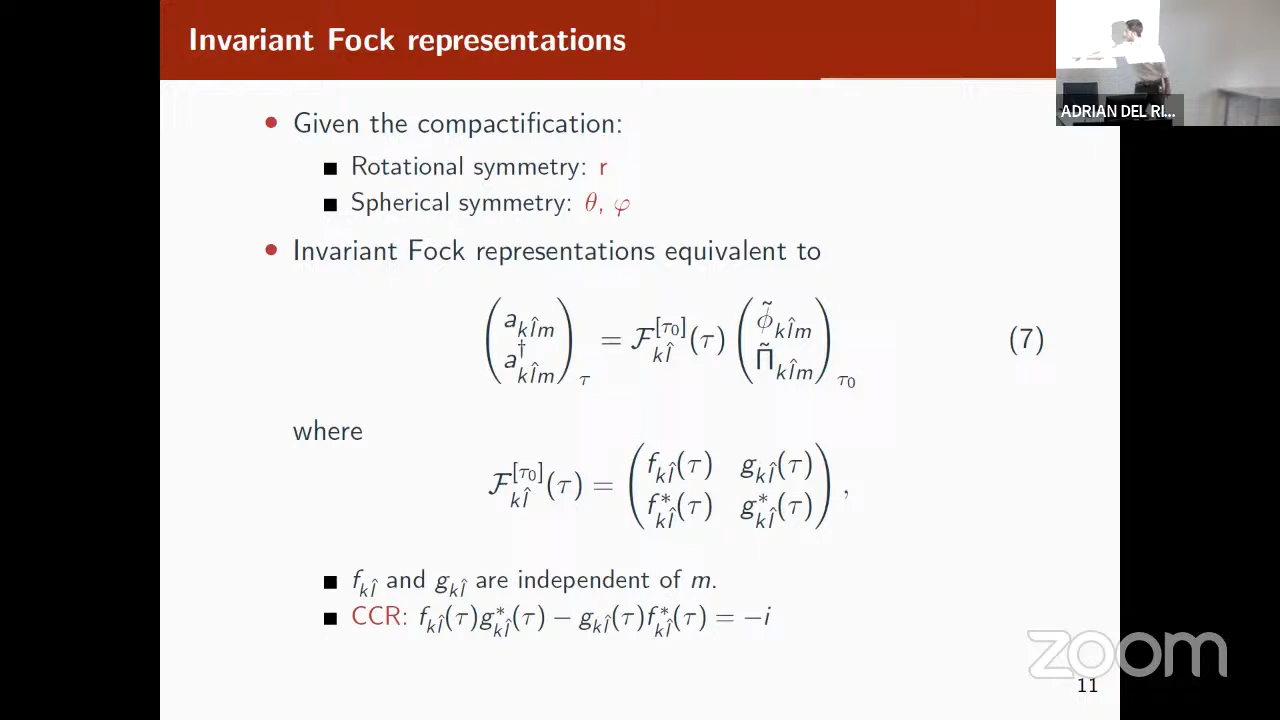 Invariant Fock representations
ADRIAN DEL RI...
• Given the compactification:
■ Rotational symmetry: r
■ Spherical symmetry: θ, φ
• Invariant Fock representations equivalent to
(a_{kl̂m} a†_{kl̂m})_τ = F^{[τ0]}_{kl̂}(τ) (φ̃_{kl̂m} Π̃_{kl̂m})_{τ0} (7)
where
F^{[τ0]}_{kl̂}(τ) = (f_{kl̂}(τ) g_{kl̂}(τ) f*_{kl̂}(τ) g*_{kl̂}(τ)),
■ f_{kl̂} and g_{kl̂} are independent of m.
■ CCR: f_{kl̂}(τ)g*_{kl̂}(τ) − g_{kl̂}(τ)f*_{kl̂}(τ) = −i
zoom
11